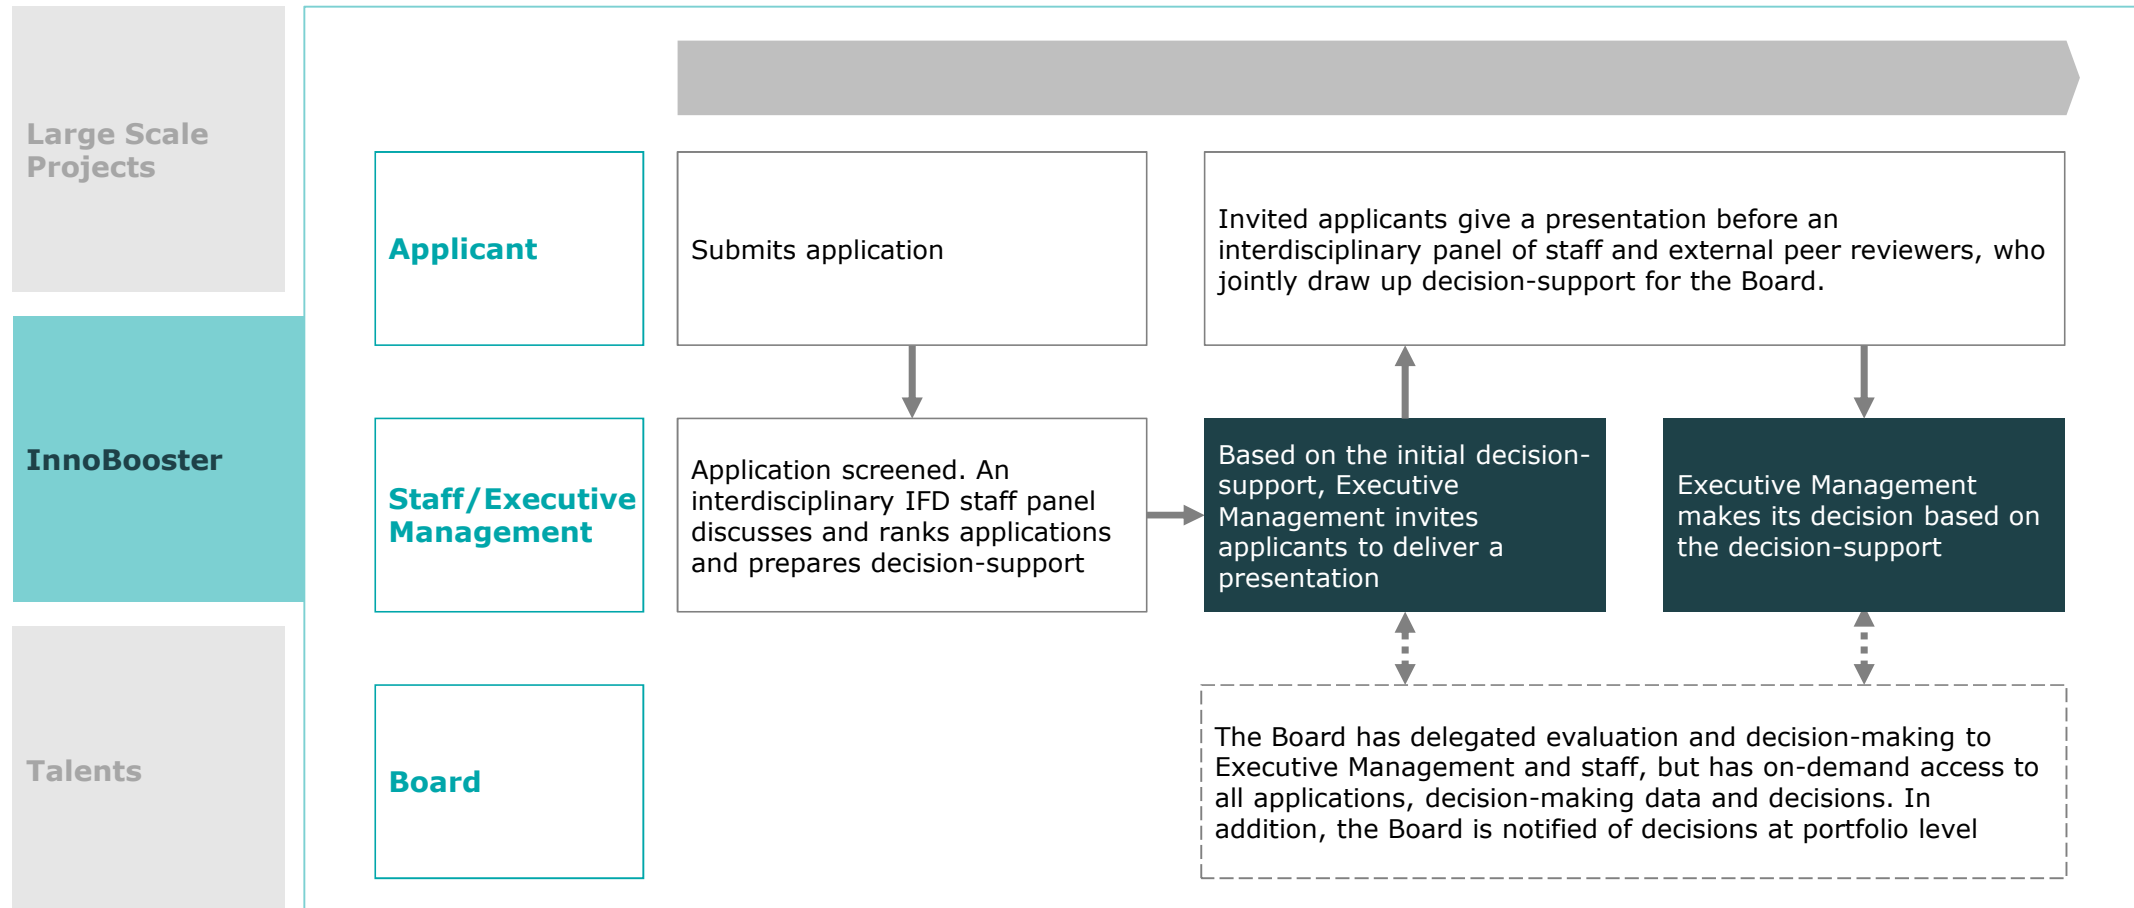 Large Scale
Projects
InnoBooster
Talents
Applicant
Submits application
Invited applicants give a presentation before an
interdisciplinary panel of staff and external peer reviewers, who
jointly draw up decision-support for the Board.
Staff/Executive
Management
Application screened. An
interdisciplinary IFD staff panel
discusses and ranks applications
and prepares decision-support
Based on the initial decision-
support, Executive
Management invites
applicants to deliver a
presentation
Executive Management
makes its decision based on
the decision-support
Board
The Board has delegated evaluation and decision-making to
Executive Management and staff, but has on-demand access to
all applications, decision-making data and decisions. In
addition, the Board is notified of decisions at portfolio level